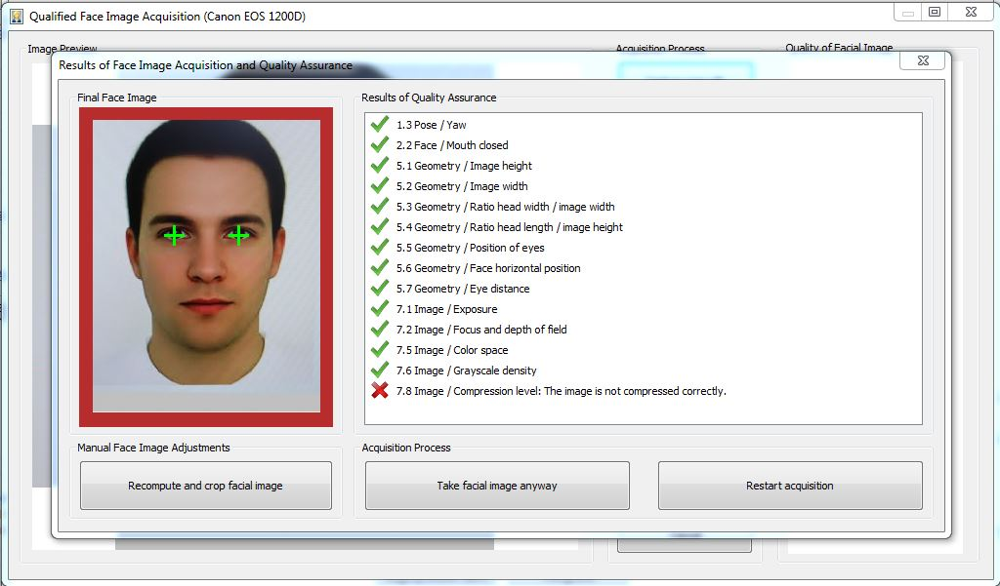 Qualified Face Image Acquisition (Canon EOS 1200D)
Image Preview
Acquisition Process
Quality of Facial Image
Results of Face Image Acquisition and Quality Assurance
Final Face Image
Results of Quality Assurance
1.3 Pose / Yaw
2.2 Face / Mouth closed
5.1 Geometry / Image height
5.2 Geometry / Image width
5.3 Geometry / Ratio head width / image width
5.4 Geometry / Ratio head length / image height
5.5 Geometry / Position of eyes
5.6 Geometry / Face horizontal position
5.7 Geometry / Eye distance
7.1 Image / Exposure
7.2 Image / Focus and depth of field
7.5 Image / Color space
7.6 Image / Grayscale density
7.8 Image / Compression level: The image is not compressed correctly.
Manual Face Image Adjustments
Acquisition Process
Recompute and crop facial image
Take facial image anyway
Restart acquisition